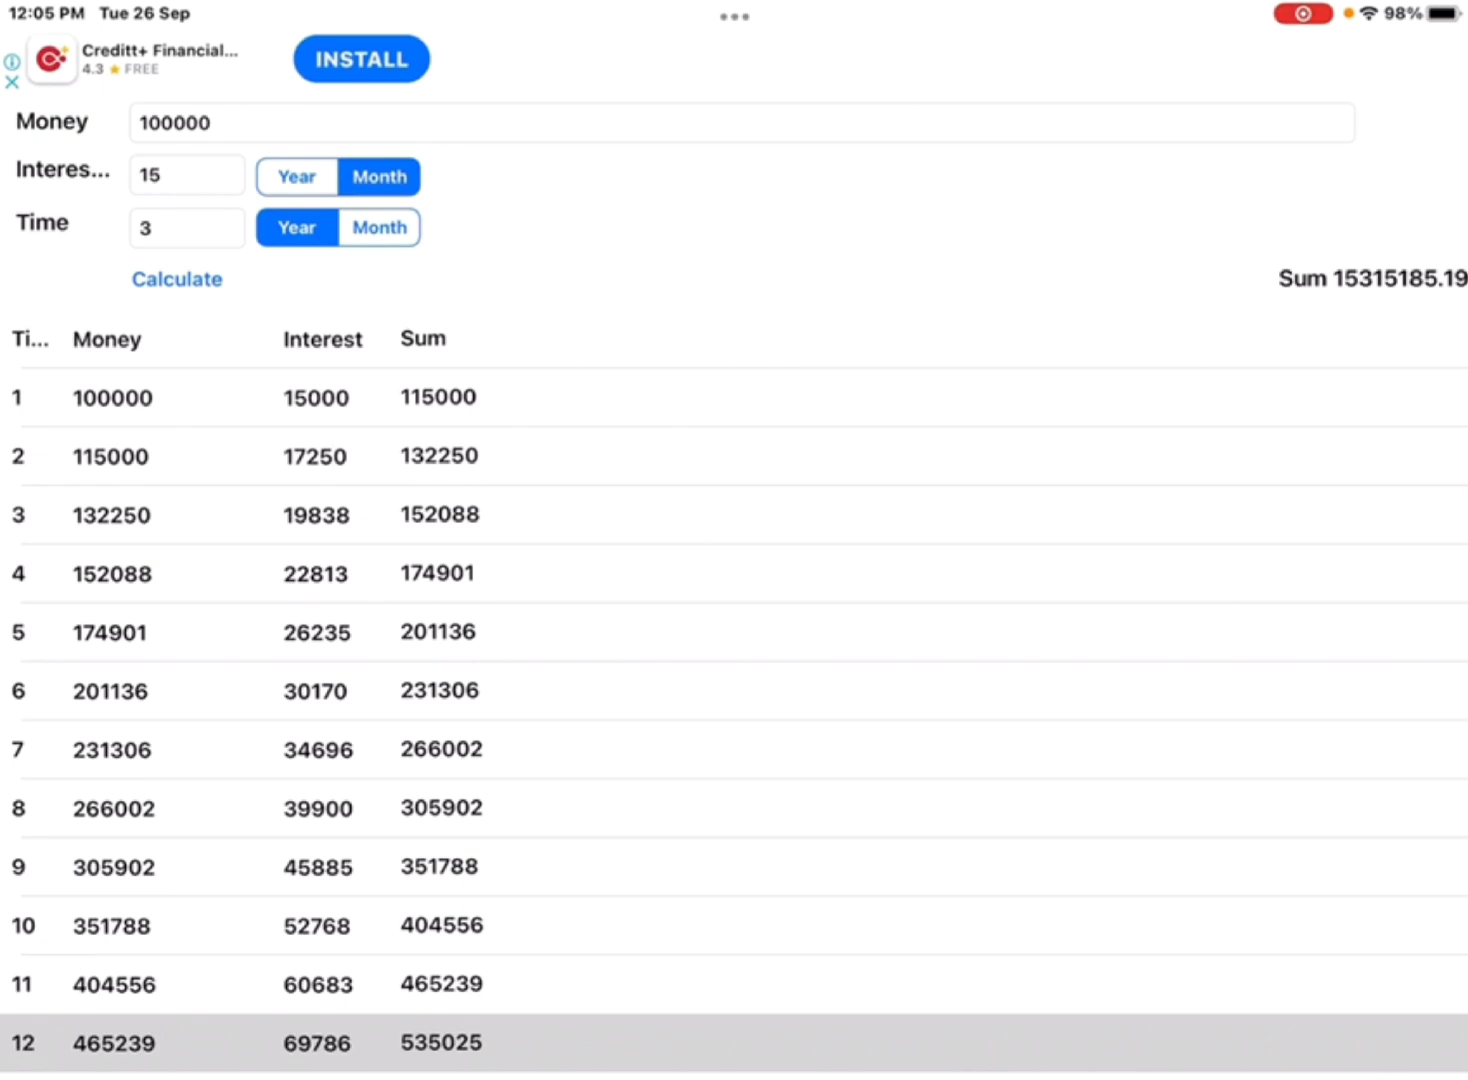 12:05 PM Tue 26 Sep 98%
Creditt+ Financial...
4.3 ★ FREE
INSTALL
Money 100000
Interes... 15 Year Month
Time 3 Year Month
Calculate Sum 15315185.19
Ti... Money Interest Sum
1 100000 15000 115000
2 115000 17250 132250
3 132250 19838 152088
4 152088 22813 174901
5 174901 26235 201136
6 201136 30170 231306
7 231306 34696 266002
8 266002 39900 305902
9 305902 45885 351788
10 351788 52768 404556
11 404556 60683 465239
12 465239 69786 535025